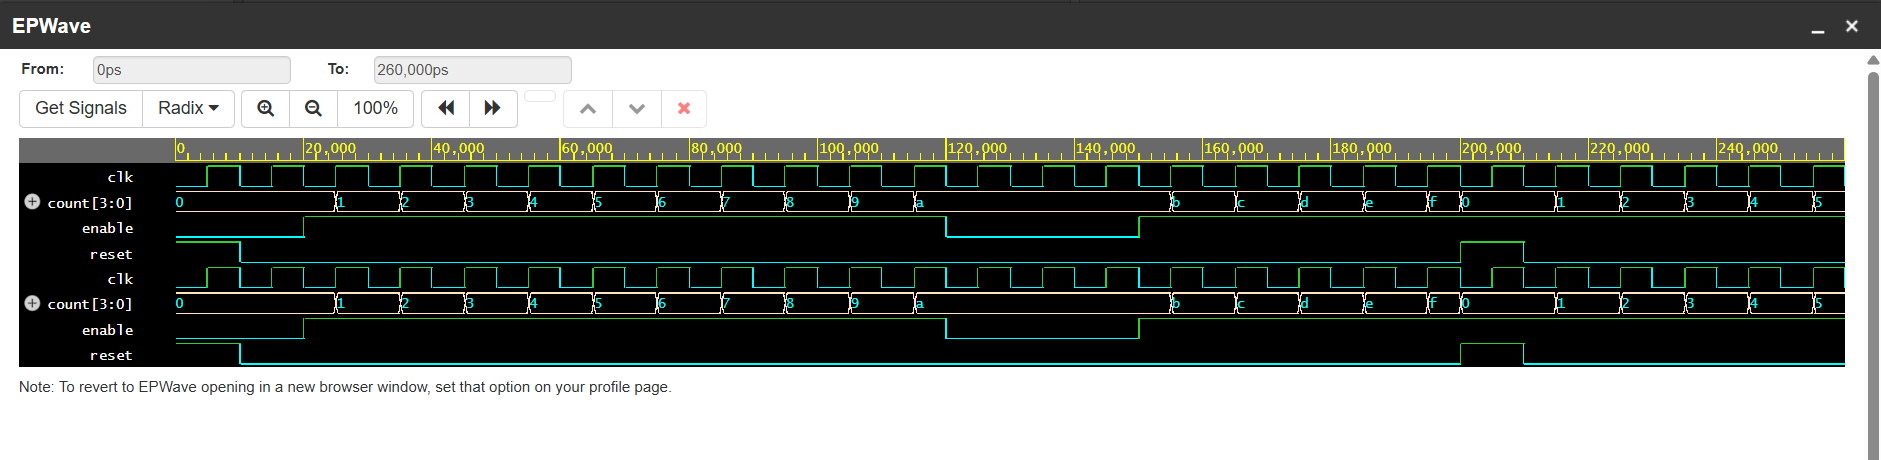 EPWave
From: 0ps To: 260,000ps
Get Signals Radix 100%
0 20,000 40,000 60,000 80,000 100,000 120,000 140,000 160,000 180,000 200,000 220,000 240,000
clk
count[3:0] 0 1 2 3 4 5 6 7 8 9 a b c d e f 0 1 2 3 4 5
enable
reset
clk
count[3:0] 0 1 2 3 4 5 6 7 8 9 a b c d e f 0 1 2 3 4 5
enable
reset
Note: To revert to EPWave opening in a new browser window, set that option on your profile page.